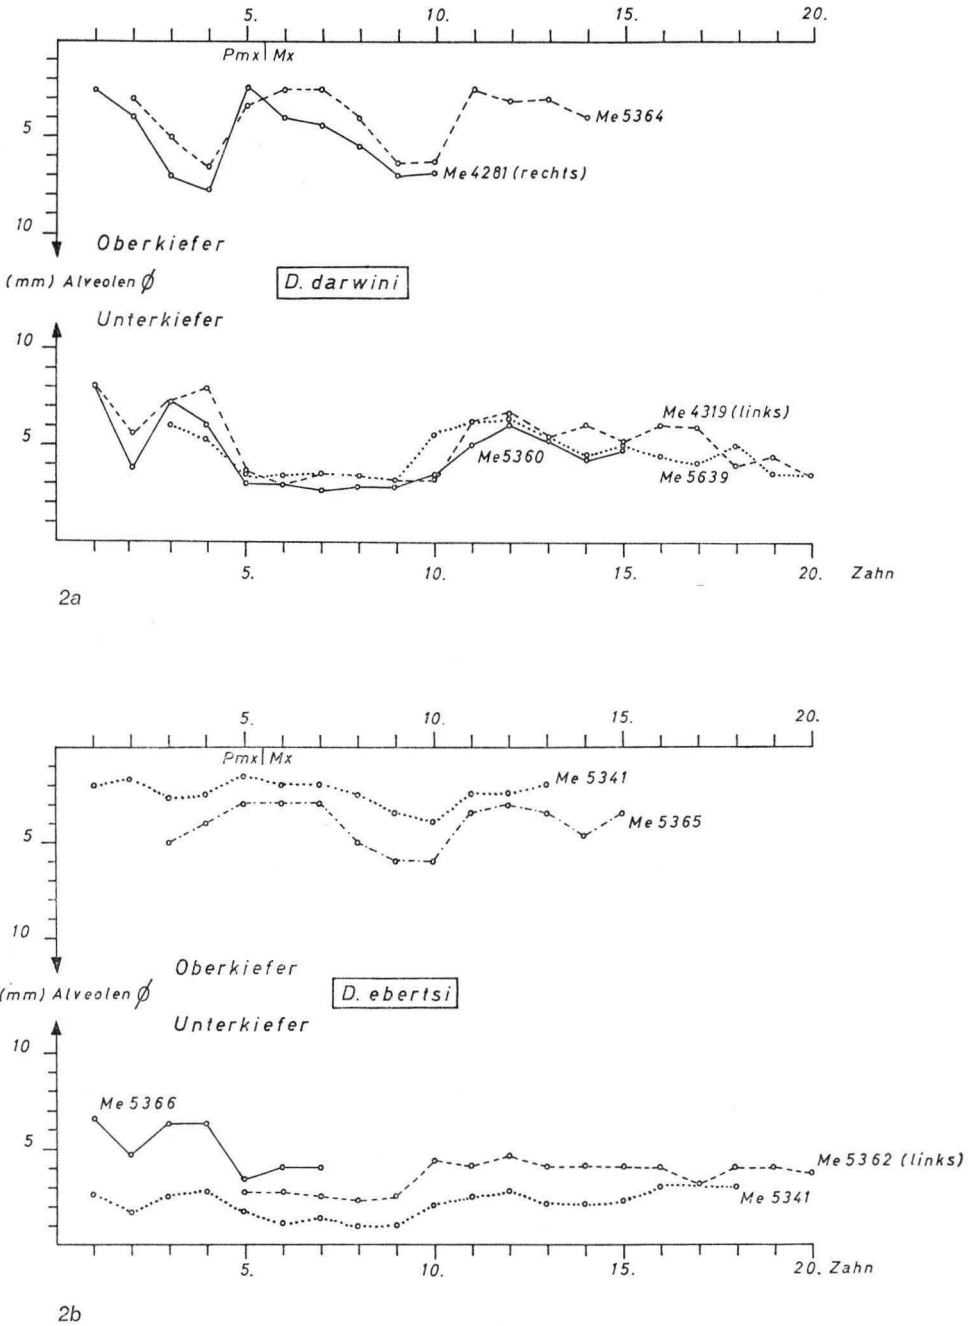 5. 10. 15. 20.
Pmx | Mx
5
Me 5364
Me 4281 (rechts)
10
Oberkiefer
(mm) Alveolen Ø
D. darwini
Unterkiefer
10
Me 4319 (links)
5
Me 5360
Me 5639
5. 10. 15. 20. Zahn
2a
5. 10. 15. 20.
Pmx | Mx
Me 5341
Me 5365
5
10
Oberkiefer
(mm) Alveolen Ø
D. ebertsi
Unterkiefer
10
Me 5366
5
Me 5362 (links)
Me 5341
5. 10. 15. 20. Zahn
2b